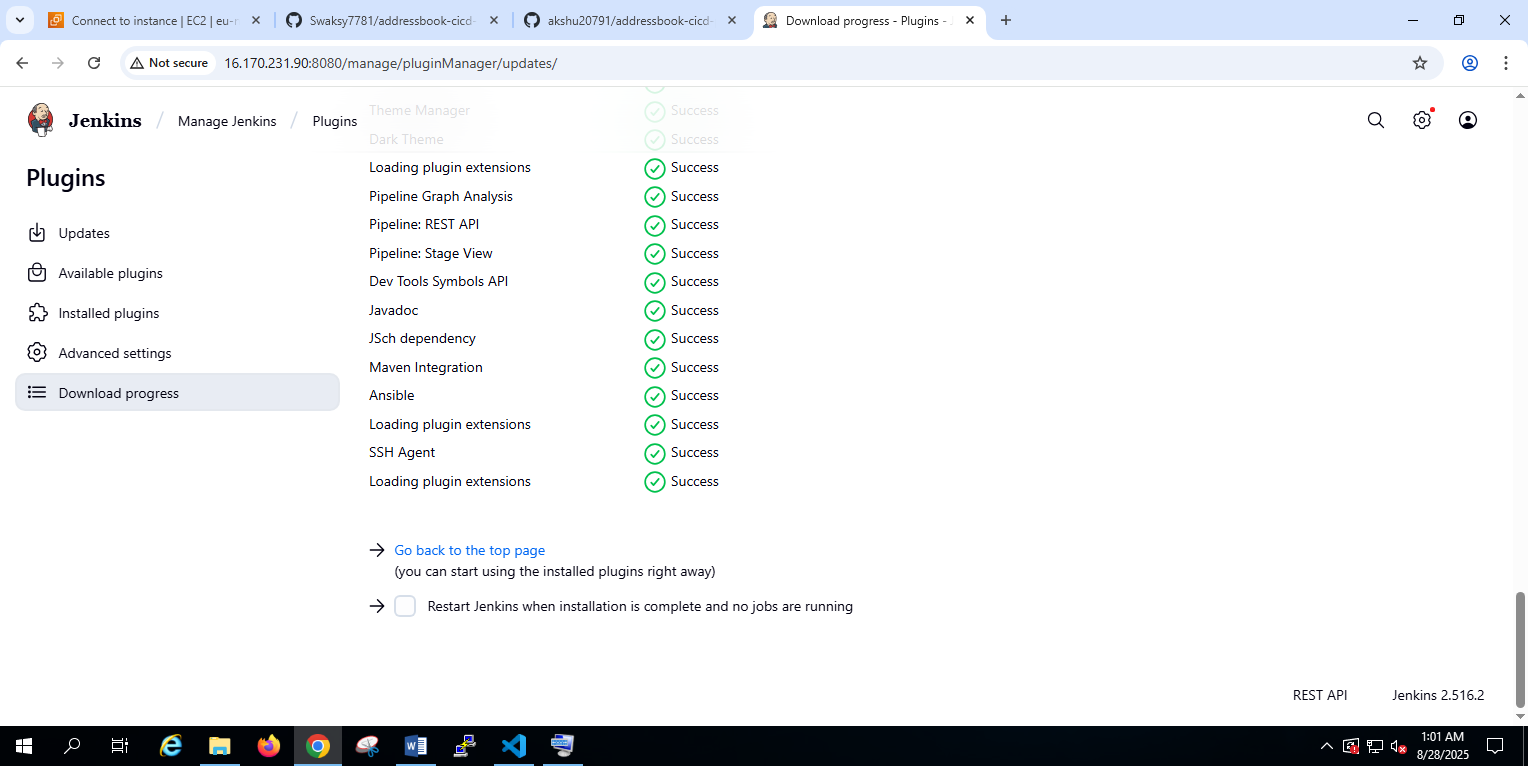 Connect to instance | EC2 | eu-n
Swaksy7781/addressbook-cicd-
akshu20791/addressbook-cicd-
Download progress - Plugins - J
Not secure
16.170.231.90:8080/manage/pluginManager/updates/
Jenkins / Manage Jenkins / Plugins
Plugins
Updates
Available plugins
Installed plugins
Advanced settings
Download progress
Theme Manager Success
Dark Theme Success
Loading plugin extensions Success
Pipeline Graph Analysis Success
Pipeline: REST API Success
Pipeline: Stage View Success
Dev Tools Symbols API Success
Javadoc Success
JSch dependency Success
Maven Integration Success
Ansible Success
Loading plugin extensions Success
SSH Agent Success
Loading plugin extensions Success
Go back to the top page
(you can start using the installed plugins right away)
Restart Jenkins when installation is complete and no jobs are running
REST API
Jenkins 2.516.2
1:01 AM
8/28/2025